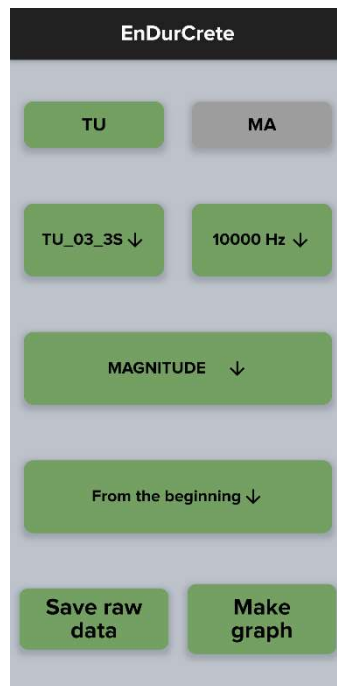 EnDurCrete
TU
MA
TU_03_3S ↓
10000 Hz ↓
MAGNITUDE ↓
From the beginning ↓
Save raw
data
Make
graph